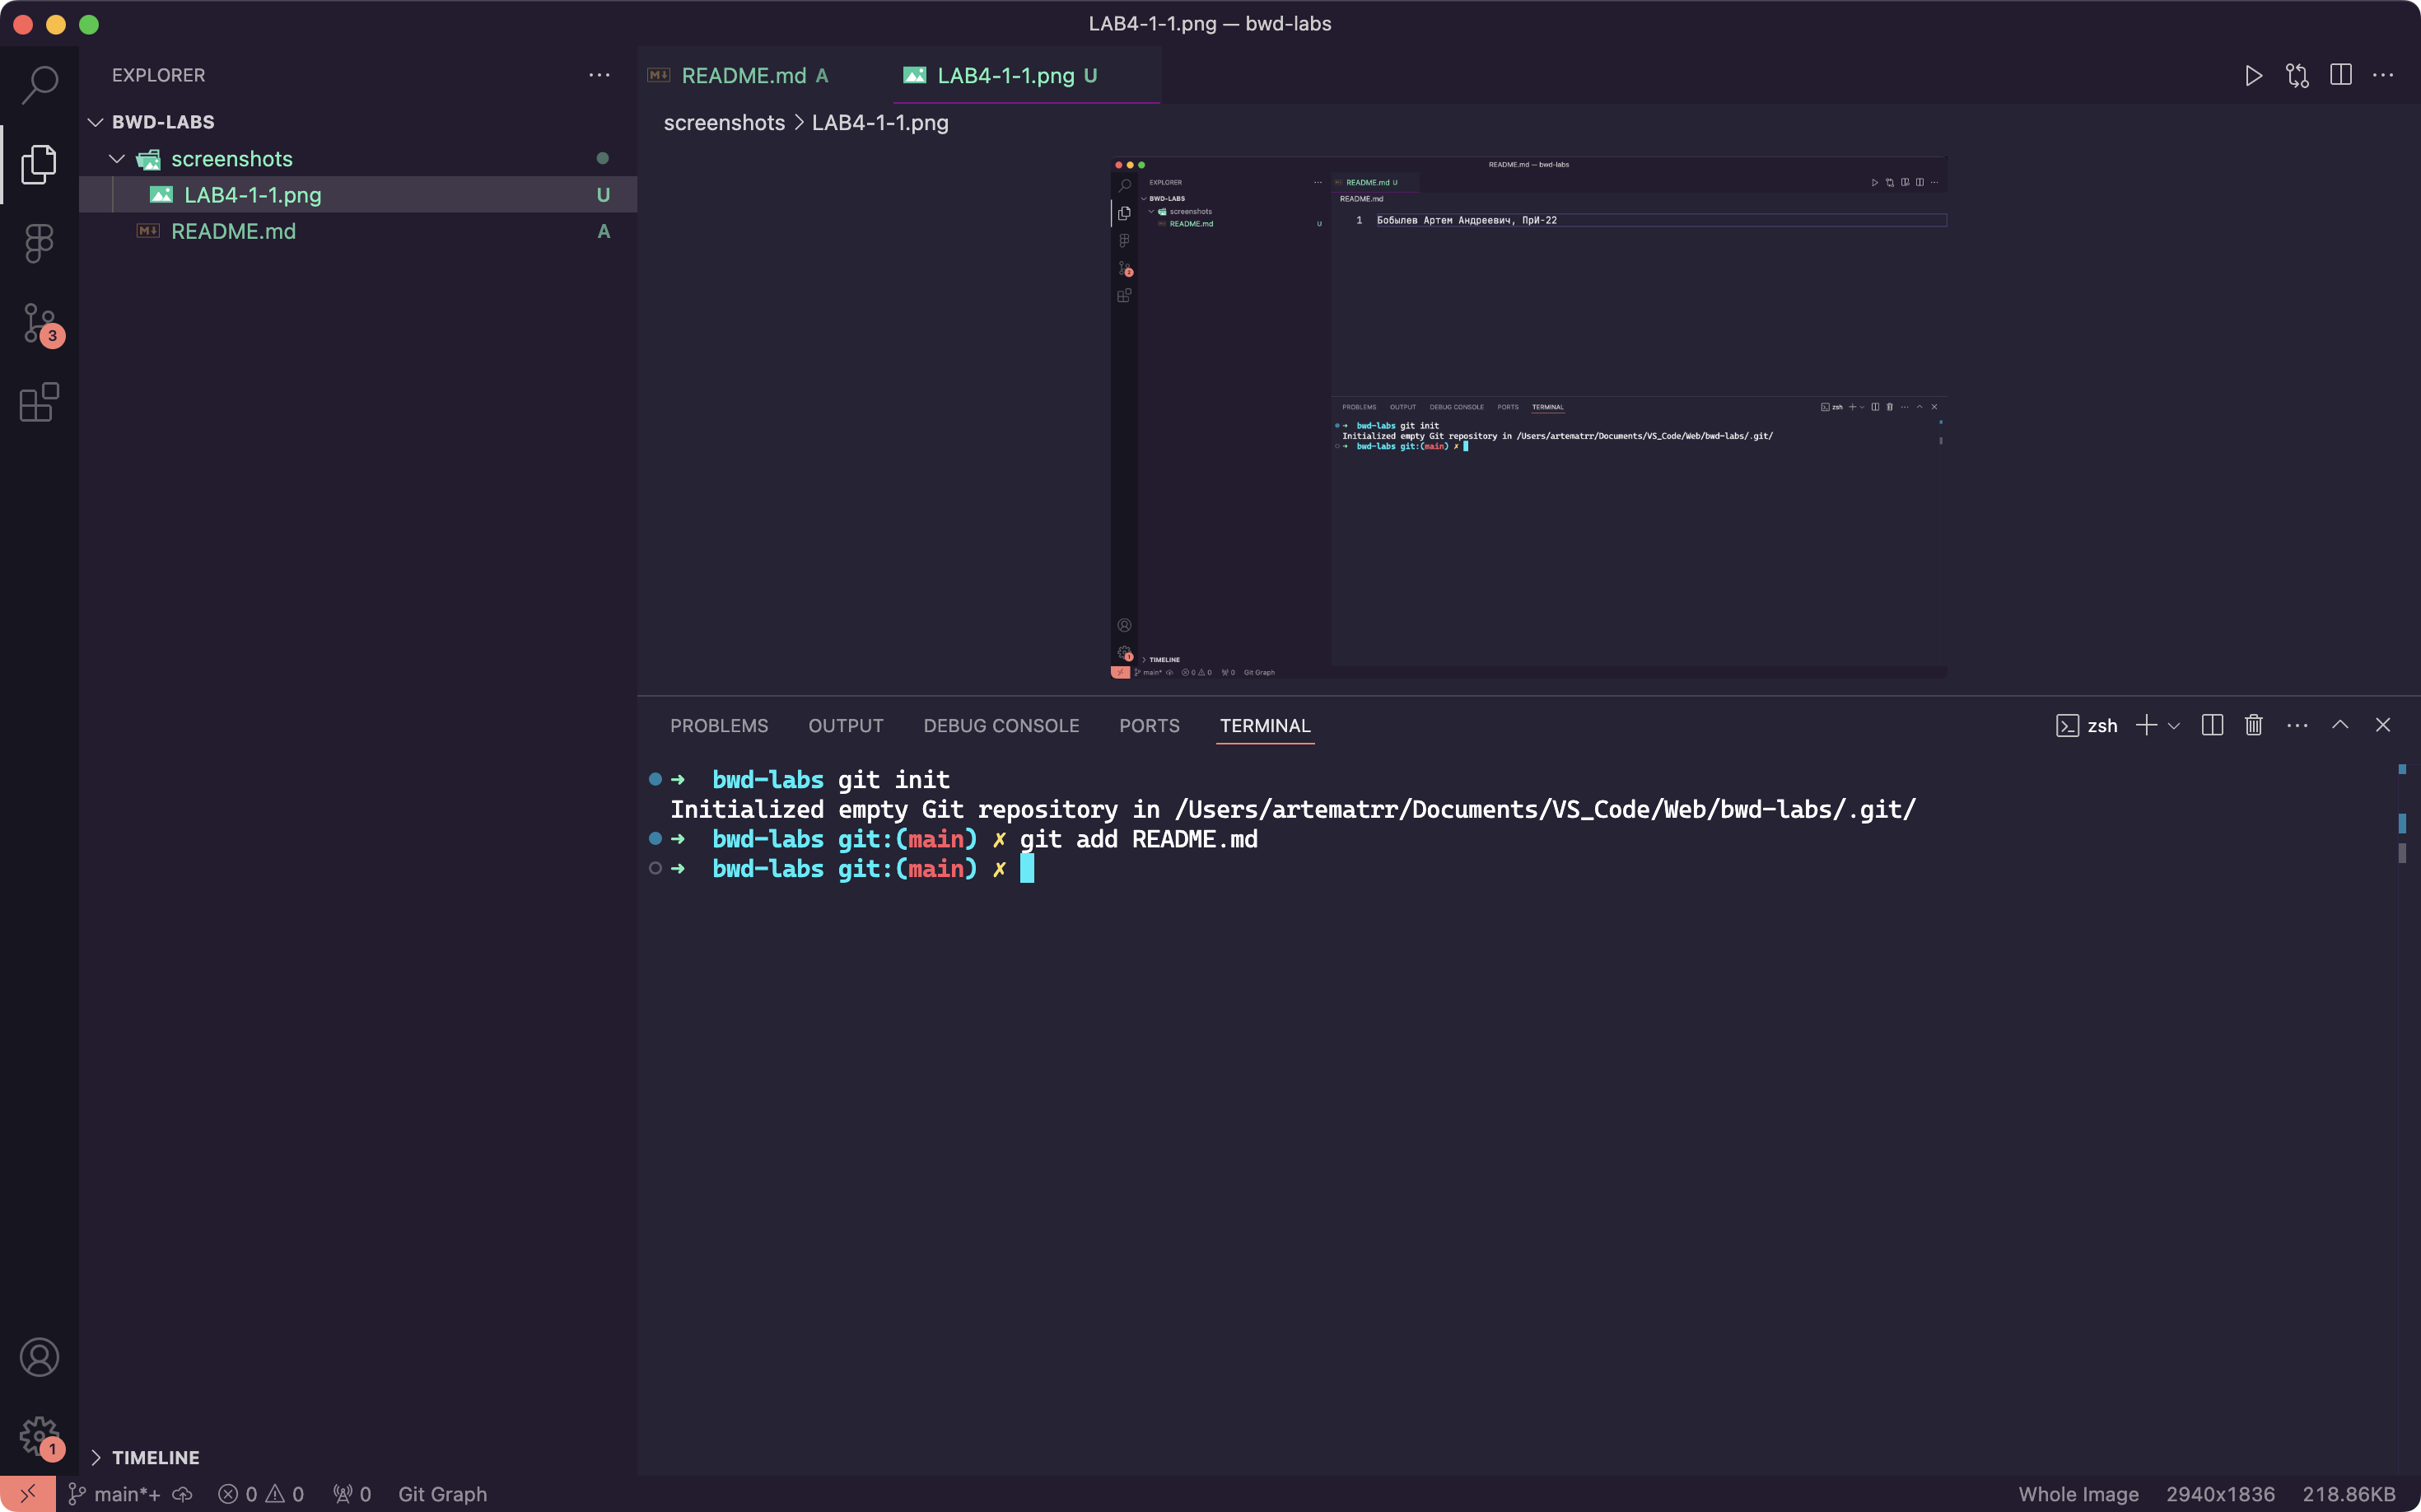 LAB4-1-1.png — bwd-labs
EXPLORER
BWD-LABS
screenshots
LAB4-1-1.png U
README.md A
3
1
TIMELINE
README.md A
LAB4-1-1.png U
screenshots > LAB4-1-1.png
README.md — bwd-labs
EXPLORER
BWD-LABS
screenshots
README.md U
2
README.md U
README.md
1 Бобылев Артем Андреевич, ПрИ-22
PROBLEMS OUTPUT DEBUG CONSOLE PORTS TERMINAL
zsh
bwd-labs git init
Initialized empty Git repository in /Users/artematrr/Documents/VS_Code/Web/bwd-labs/.git/
bwd-labs git:(main) ✗
1
TIMELINE
main* 0 0 0 Git Graph
PROBLEMS OUTPUT DEBUG CONSOLE PORTS TERMINAL
zsh
➜ bwd-labs git init
Initialized empty Git repository in /Users/artematrr/Documents/VS_Code/Web/bwd-labs/.git/
➜ bwd-labs git:(main) ✗ git add README.md
➜ bwd-labs git:(main) ✗
main*+ 0 0 0 Git Graph
Whole Image 2940x1836 218.86KB